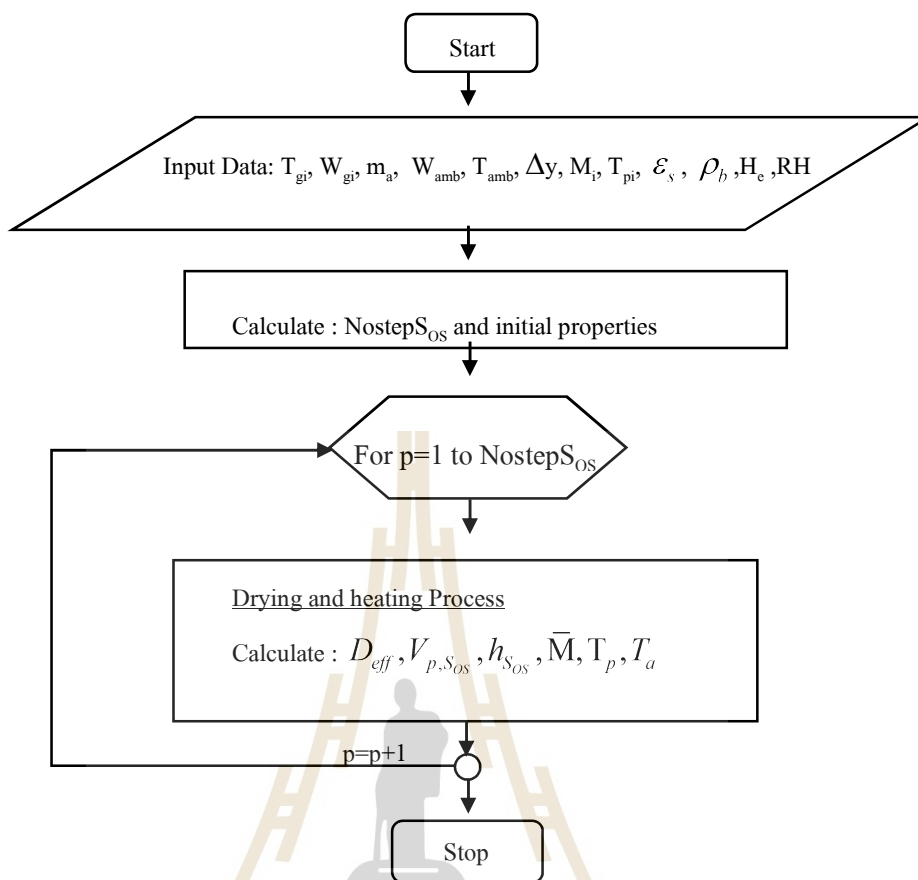 Start
Input Data: T_gi, W_gi, m_a, W_amb, T_amb, Δy, M_i, T_pi, ε_s, ρ_b, H_e, RH
Calculate : NostepS_OS and initial properties
For p=1 to NostepS_OS
Drying and heating Process
Calculate : D_eff, V_p,S_OS, h_S_OS, M̄, T_p, T_a
p=p+1
Stop